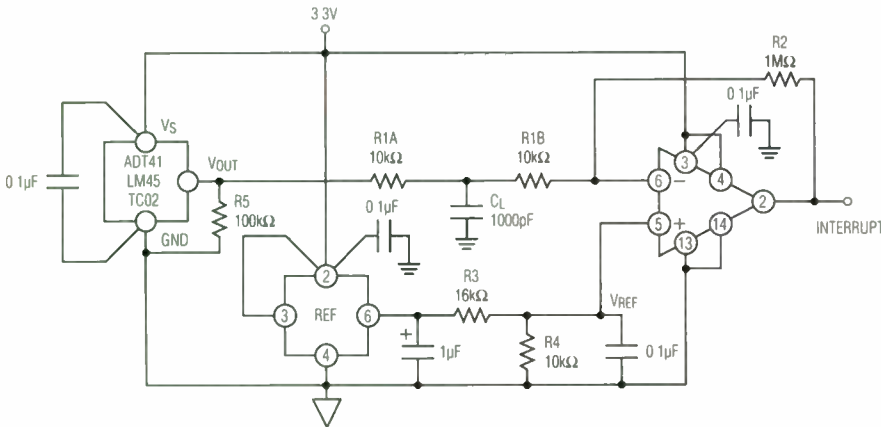 3 3V
R2
1MΩ
0 1µF
VS
ADT41
LM45
TC02
VOUT
GND
0 1µF
R5
100kΩ
R1A
10kΩ
R1B
10kΩ
CL
1000pF
0 1µF
3
4
6
−
5
+
13
14
2
INTERRUPT
2
3
REF
6
4
R3
16kΩ
VREF
+
1µF
R4
10kΩ
0 1µF